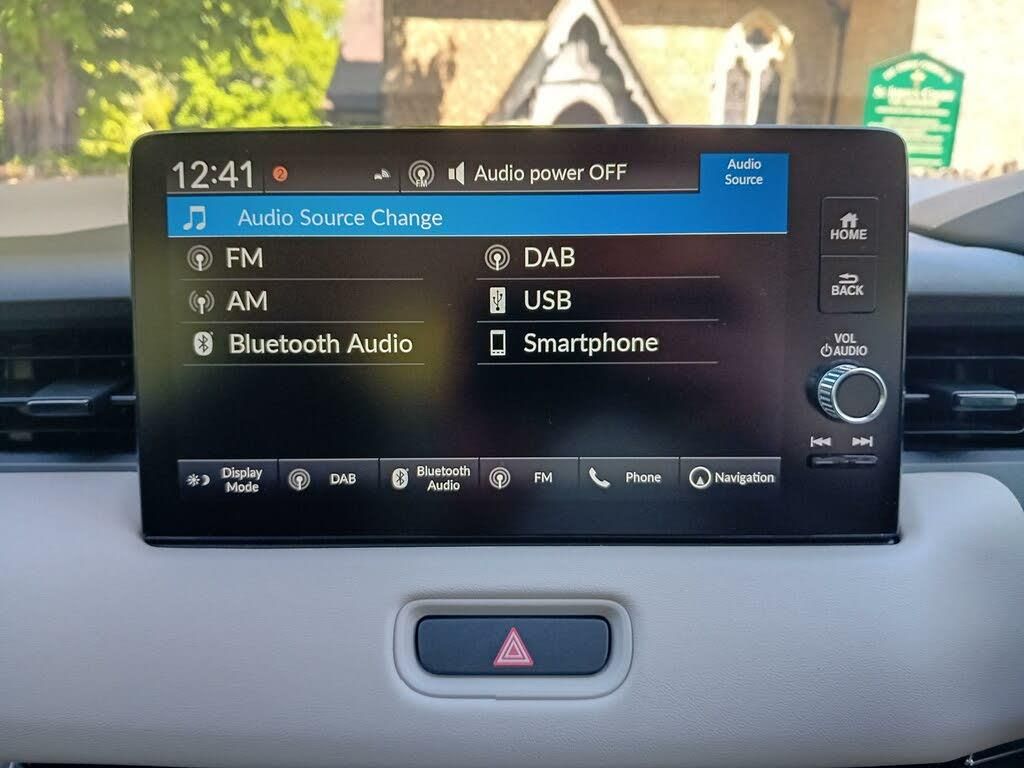 12:41
2
FM
Audio power OFF
Audio
Source
Audio Source Change
FM
DAB
AM
USB
Bluetooth Audio
Smartphone
Display
Mode
DAB
Bluetooth
Audio
FM
Phone
Navigation
HOME
BACK
VOL
AUDIO